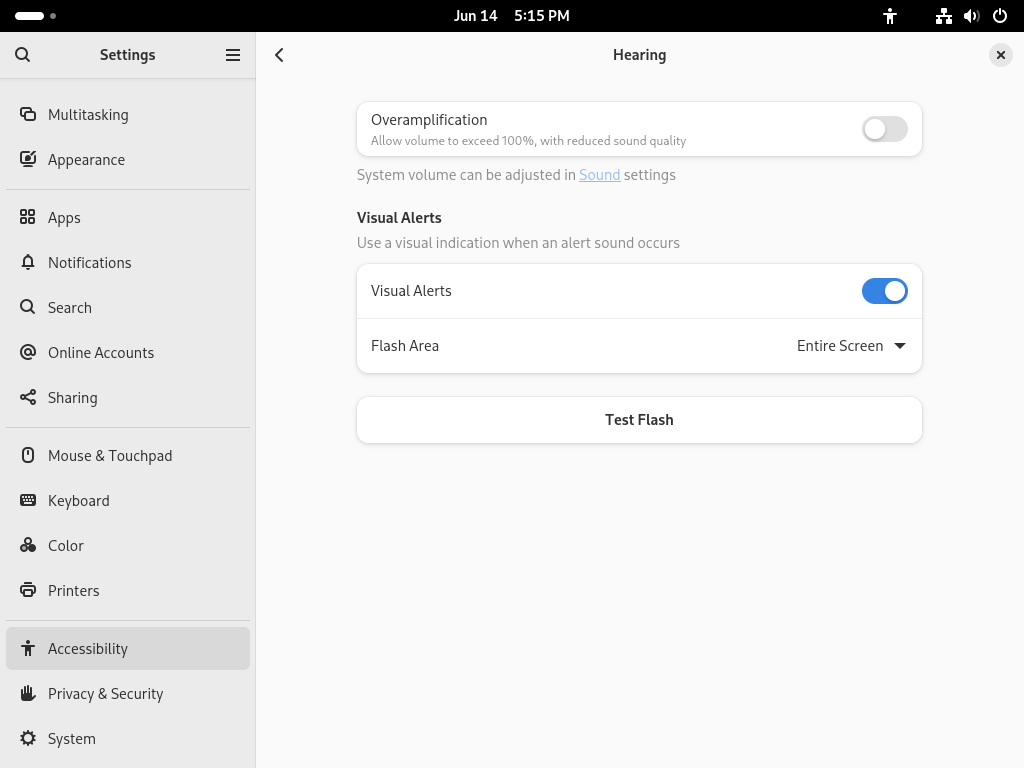 Jun 14 5:15 PM
Settings
Hearing
Multitasking
Appearance
Apps
Notifications
Search
Online Accounts
Sharing
Mouse & Touchpad
Keyboard
Color
Printers
Accessibility
Privacy & Security
System
Overamplification
Allow volume to exceed 100%, with reduced sound quality
System volume can be adjusted in Sound settings
Visual Alerts
Use a visual indication when an alert sound occurs
Visual Alerts
Flash Area
Entire Screen
Test Flash